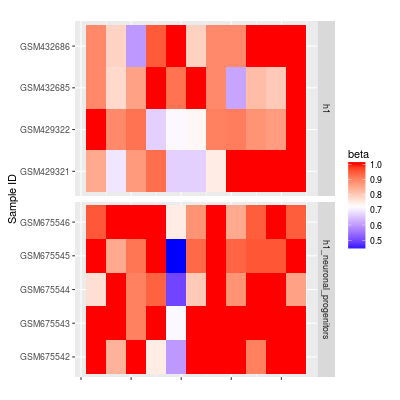 GSM432686
GSM432685
GSM429322
GSM429321
h1
Sample ID
GSM675546
GSM675545
GSM675544
GSM675543
GSM675542
h1_neuronal_progenitors
beta
1.0
0.9
0.8
0.7
0.6
0.5